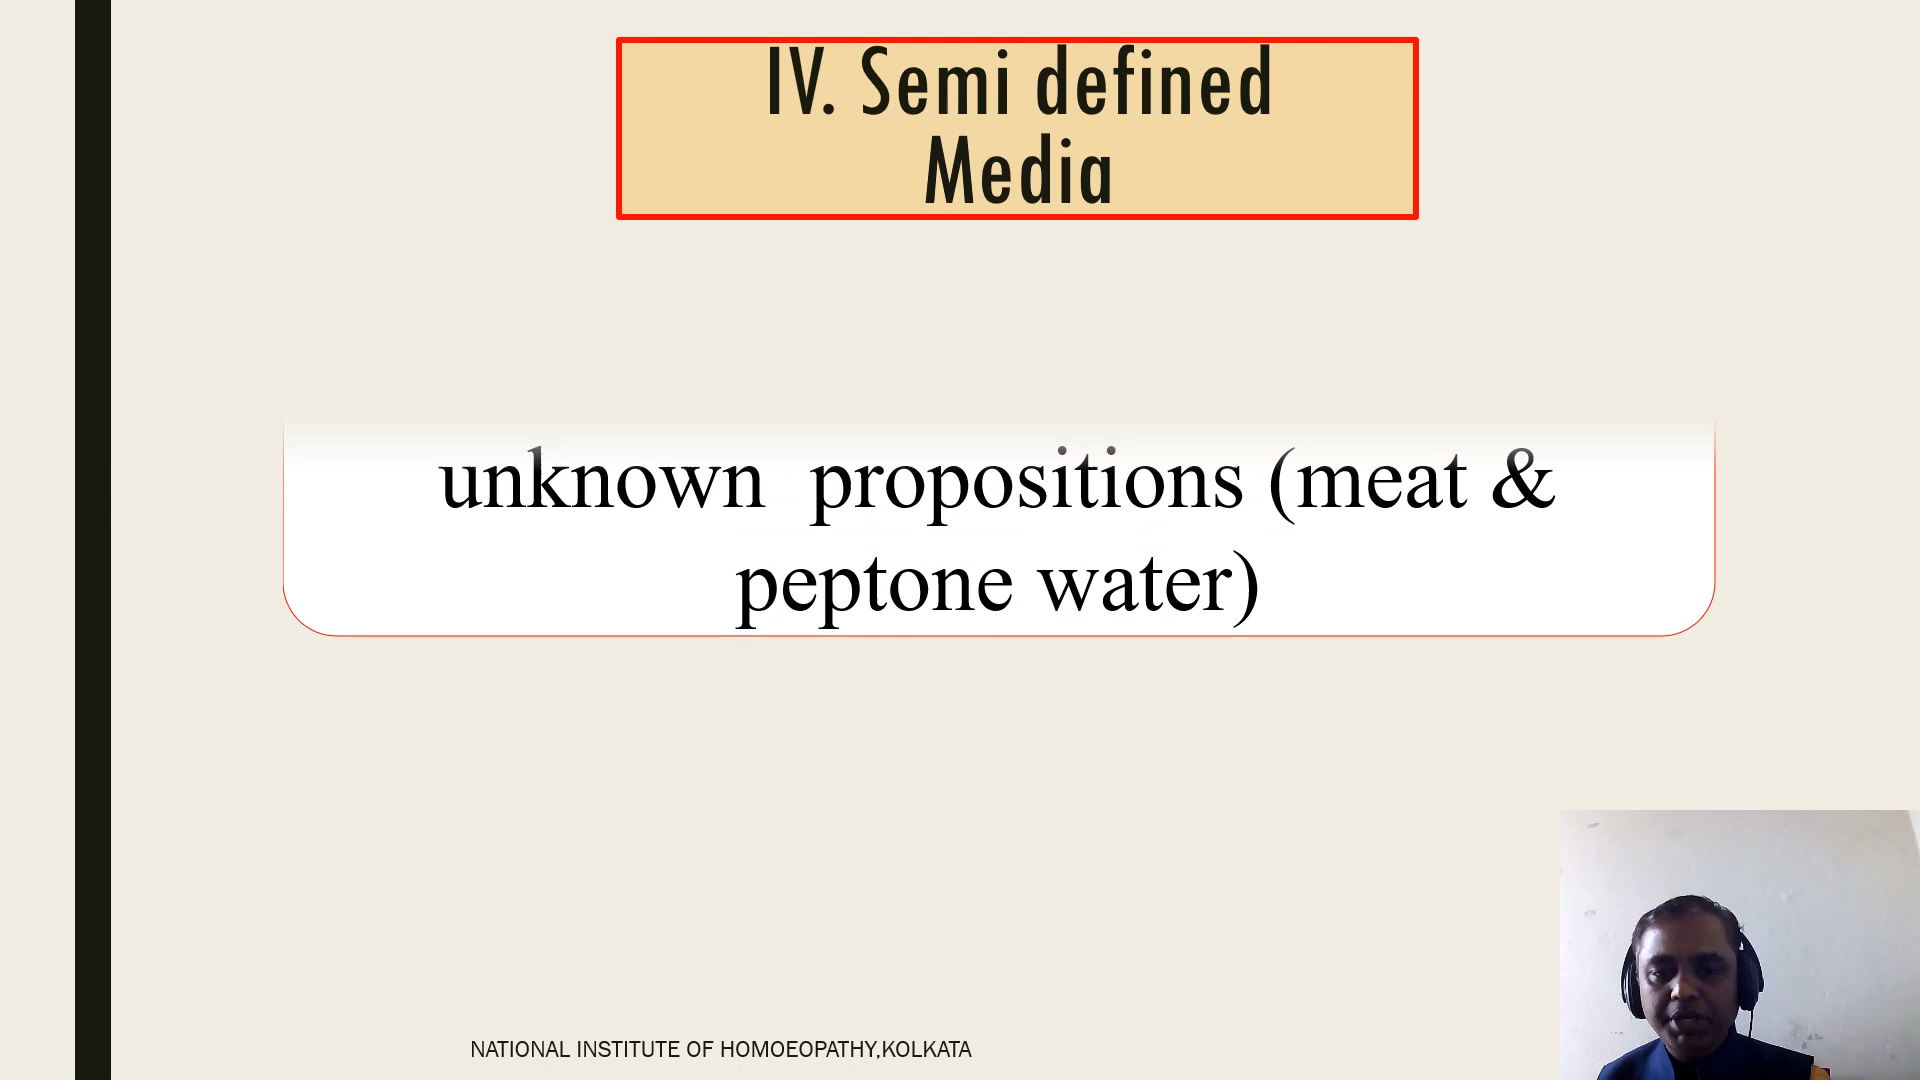 IV. Semi defined
Media
unknown propositions (meat &
peptone water)
NATIONAL INSTITUTE OF HOMOEOPATHY,KOLKATA